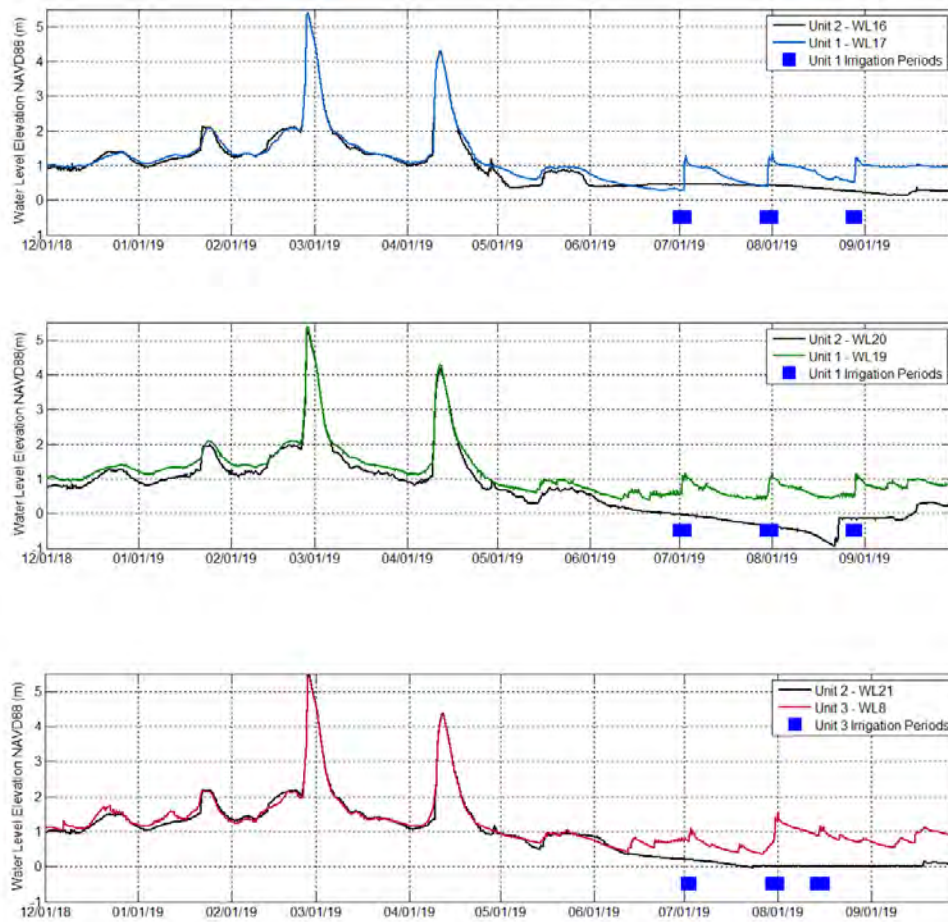 Water Level Elevation NAVD88 (m)
5
4
3
2
1
0
-1
Unit 2 - WL16
Unit 1 - WL17
Unit 1 Irrigation Periods
12/01/18 01/01/19 02/01/19 03/01/19 04/01/19 05/01/19 06/01/19 07/01/19 08/01/19 09/01/19
Water Level Elevation NAVD88(m)
5
4
3
2
1
0
-1
Unit 2 - WL20
Unit 1 - WL19
Unit 1 Irrigation Periods
12/01/18 01/01/19 02/01/19 03/01/19 04/01/19 05/01/19 06/01/19 07/01/19 08/01/19 09/01/19
Water Level Elevation NAVD88 (m)
5
4
3
2
1
0
-1
Unit 2 - WL21
Unit 3 - WL8
Unit 3 Irrigation Periods
12/01/18 01/01/19 02/01/19 03/01/19 04/01/19 05/01/19 06/01/19 07/01/19 08/01/19 09/01/19